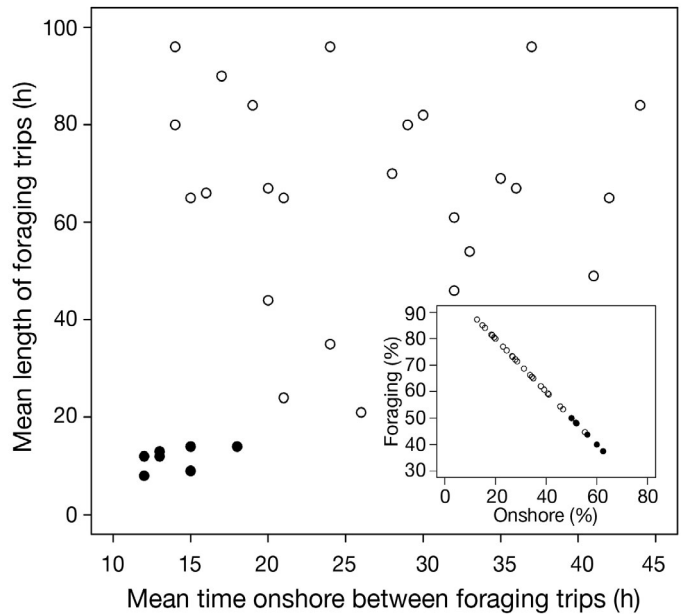 100
80
60
40
20
0
Mean length of foraging trips (h)
10 15 20 25 30 35 40 45
Mean time onshore between foraging trips (h)
90
80
70
60
50
40
30
Foraging (%)
0 20 40 60 80
Onshore (%)